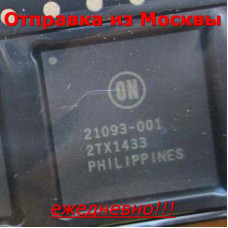 Отправка из Москвы
ON
21093-001
2TX1433
PHILIPPINES
ежедневно!!!